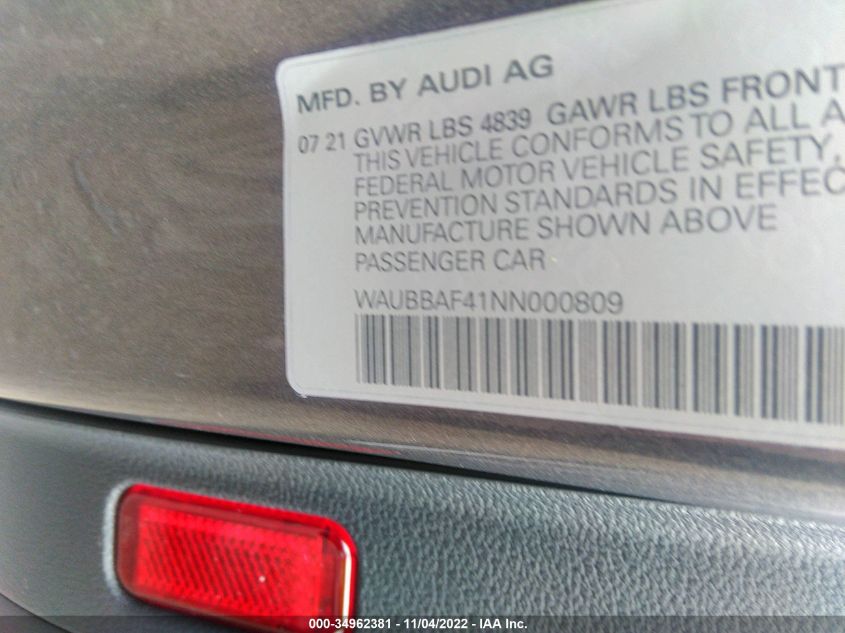 MFD. BY AUDI AG
07 21 GVWR LBS 4839 GAWR LBS FRONT
THIS VEHICLE CONFORMS TO ALL A
FEDERAL MOTOR VEHICLE SAFETY,
PREVENTION STANDARDS IN EFFEC
MANUFACTURE SHOWN ABOVE
PASSENGER CAR
WAUBBAF41NN000809
000-34962381 - 11/04/2022 - IAA Inc.